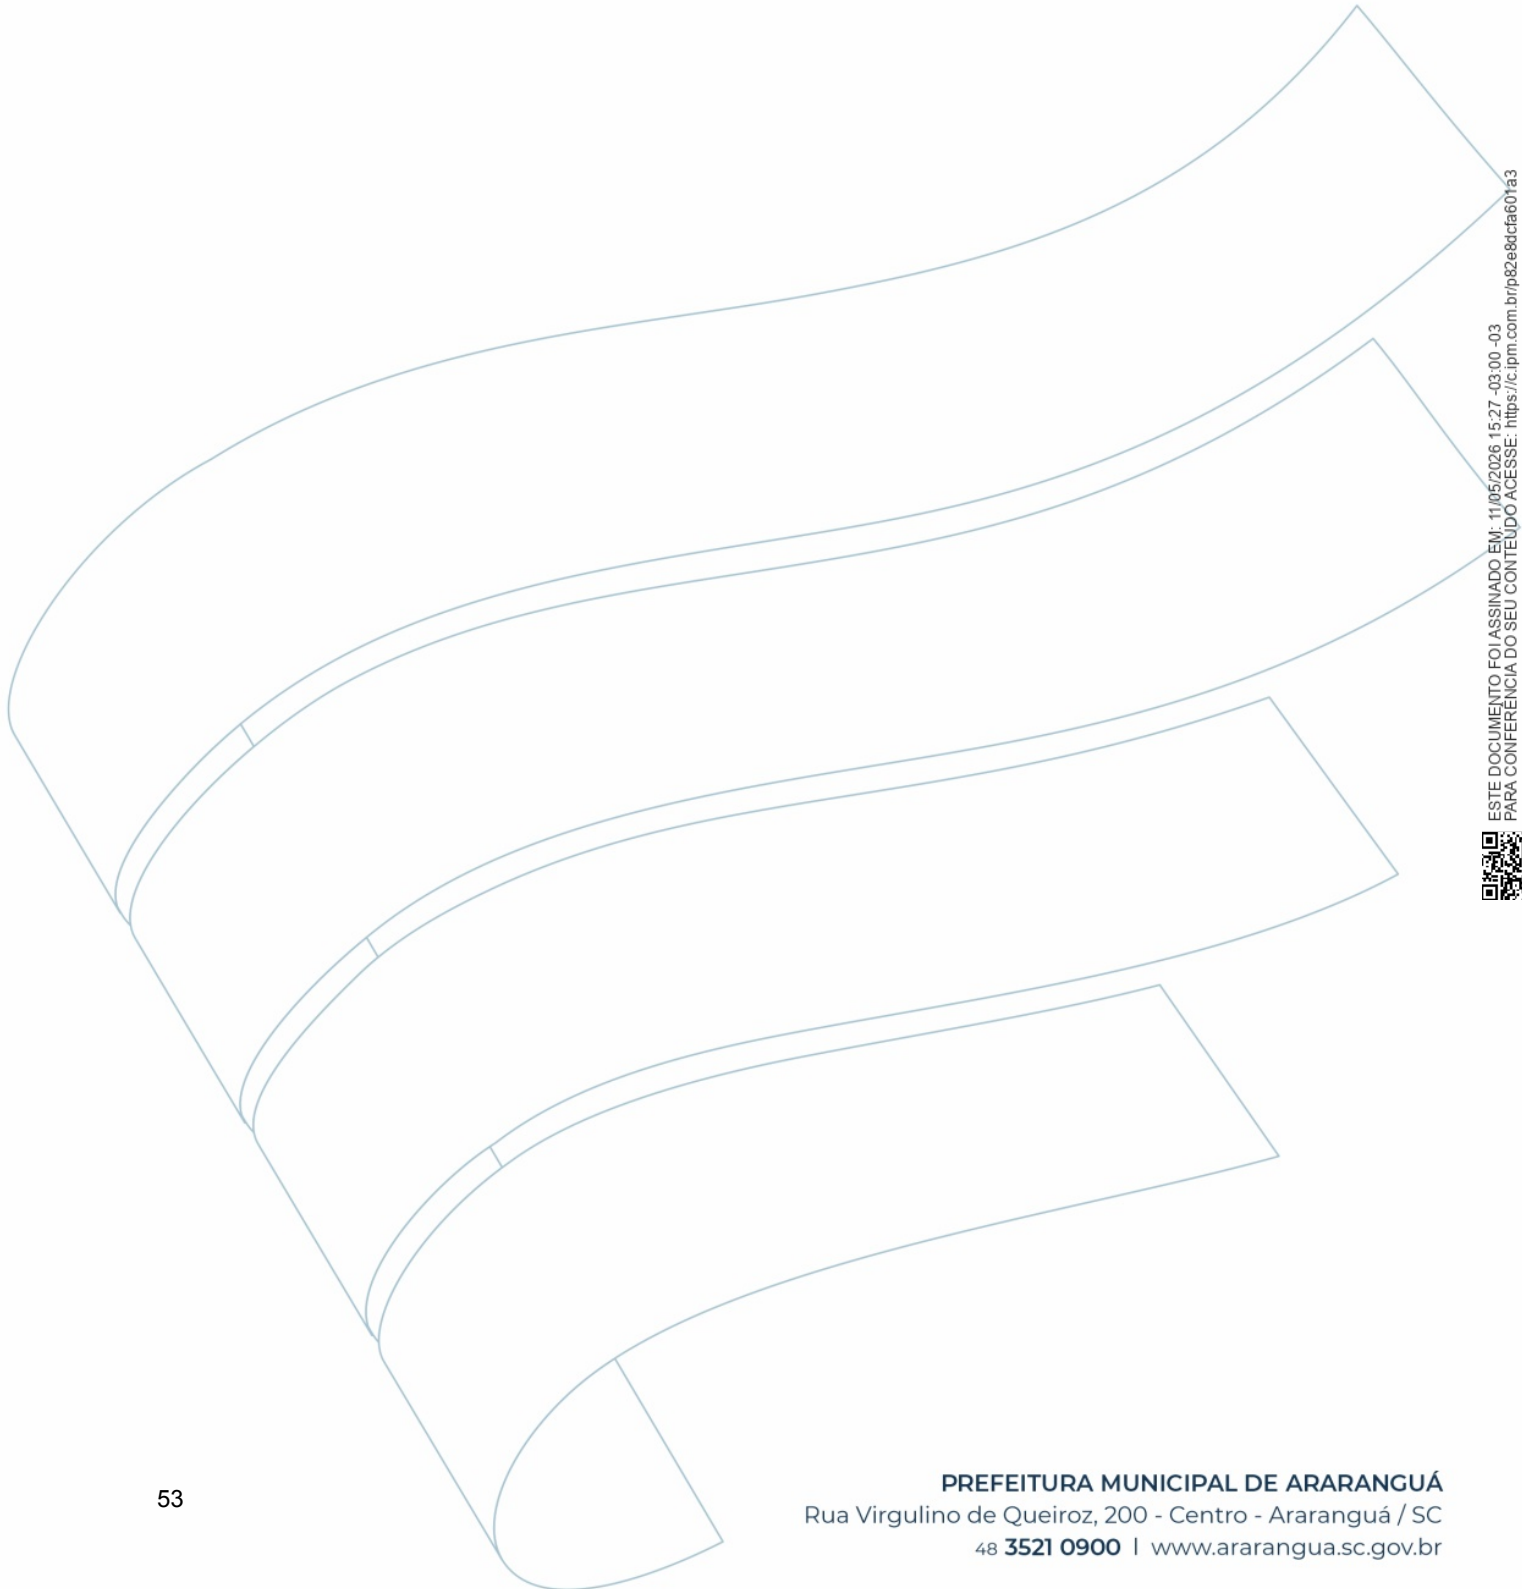 ESTE DOCUMENTO FOI ASSINADO EM: 11/05/2026 15:27 -03:00 -03
PARA CONFERÊNCIA DO SEU CONTEÚDO ACESSE: https://c.ipm.com.br/p82e8dcfa601a3
53
PREFEITURA MUNICIPAL DE ARARANGUÁ
Rua Virgulino de Queiroz, 200 - Centro - Araranguá / SC
48 3521 0900 | www.ararangua.sc.gov.br